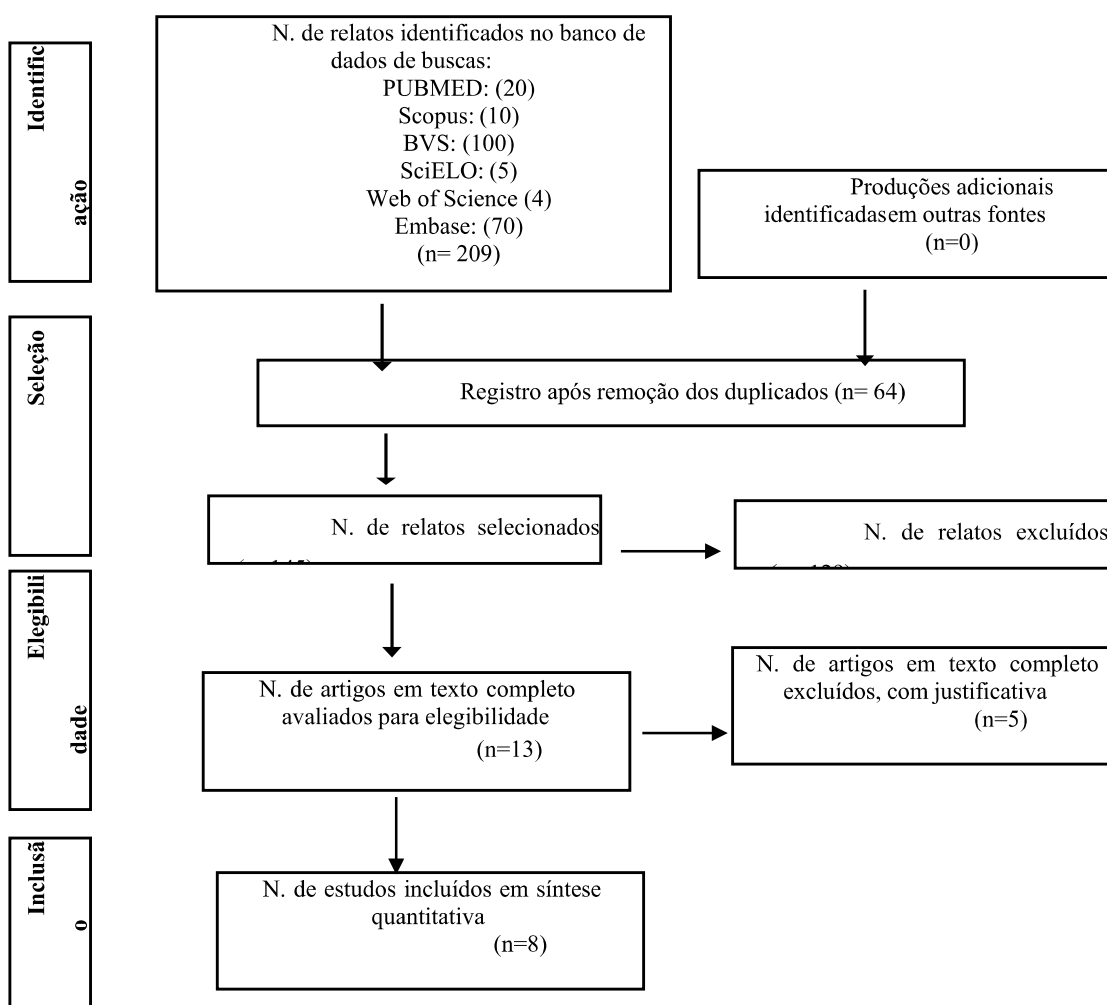 Identific
ação
N. de relatos identificados no banco de
dados de buscas:
PUBMED: (20)
Scopus: (10)
BVS: (100)
SciELO: (5)
Web of Science (4)
Embase: (70)
(n= 209)
Produções adicionais
identificadasem outras fontes
(n=0)
Seleção
Registro após remoção dos duplicados (n= 64)
N. de relatos selecionados
N. de relatos excluídos
Elegibili
dade
N. de artigos em texto completo
avaliados para elegibilidade
(n=13)
N. de artigos em texto completo
excluídos, com justificativa
(n=5)
Inclusã
o
N. de estudos incluídos em síntese
quantitativa
(n=8)